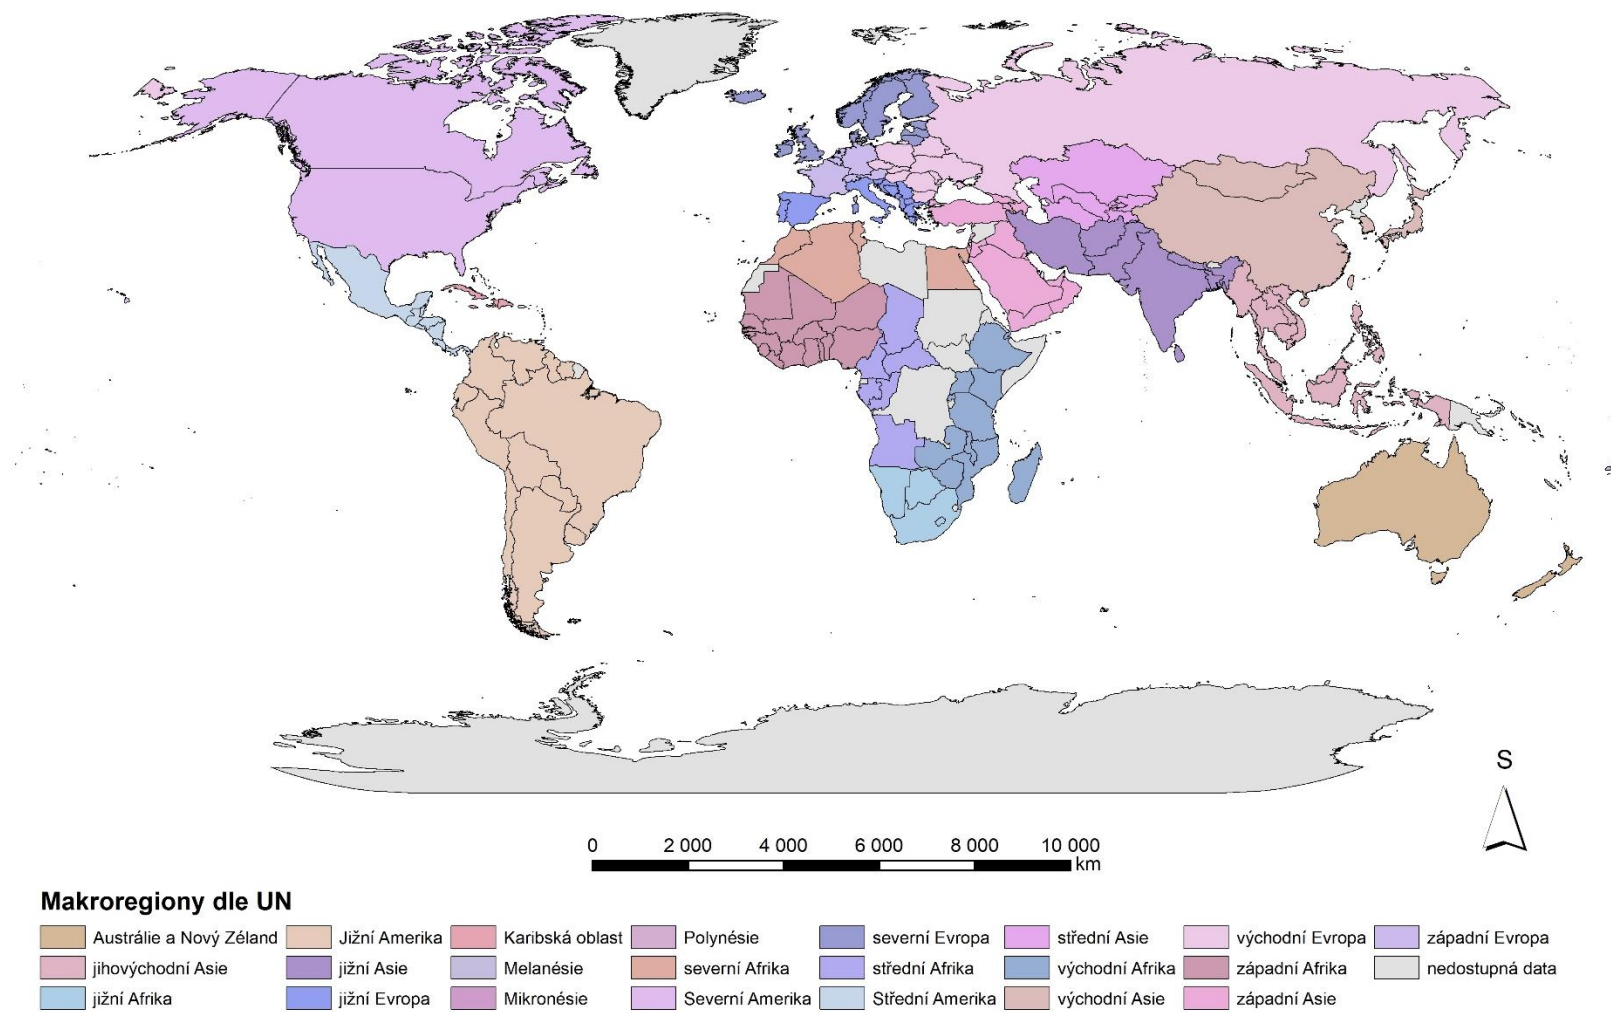 S
0 2 000 4 000 6 000 8 000 10 000
km
Makroregiony dle UN
Austrálie a Nový Zéland Jižní Amerika Karibská oblast Polynésie severní Evropa střední Asie východní Evropa západní Evropa
jihovýchodní Asie jižní Asie Melanésie severní Afrika střední Afrika východní Afrika západní Afrika nedostupná data
jižní Afrika jižní Evropa Mikronésie Severní Amerika Střední Amerika východní Asie západní Asie